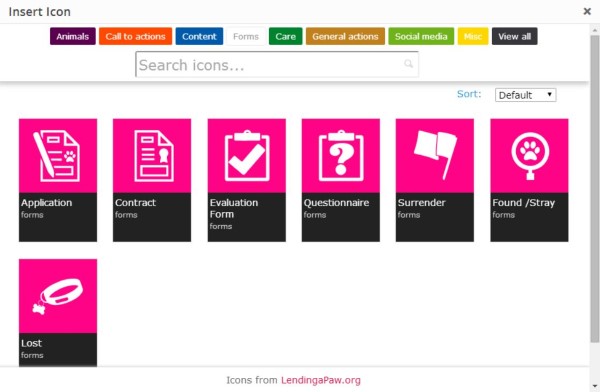 Insert Icon
Animals Call to actions Content Forms Care General actions Social media Misc View all
Search icons...
Sort: Default
Application Contract Evaluation Form Questionnaire Surrender Found /Stray
forms forms forms forms forms forms
Lost
forms
Icons from LendingaPaw.org